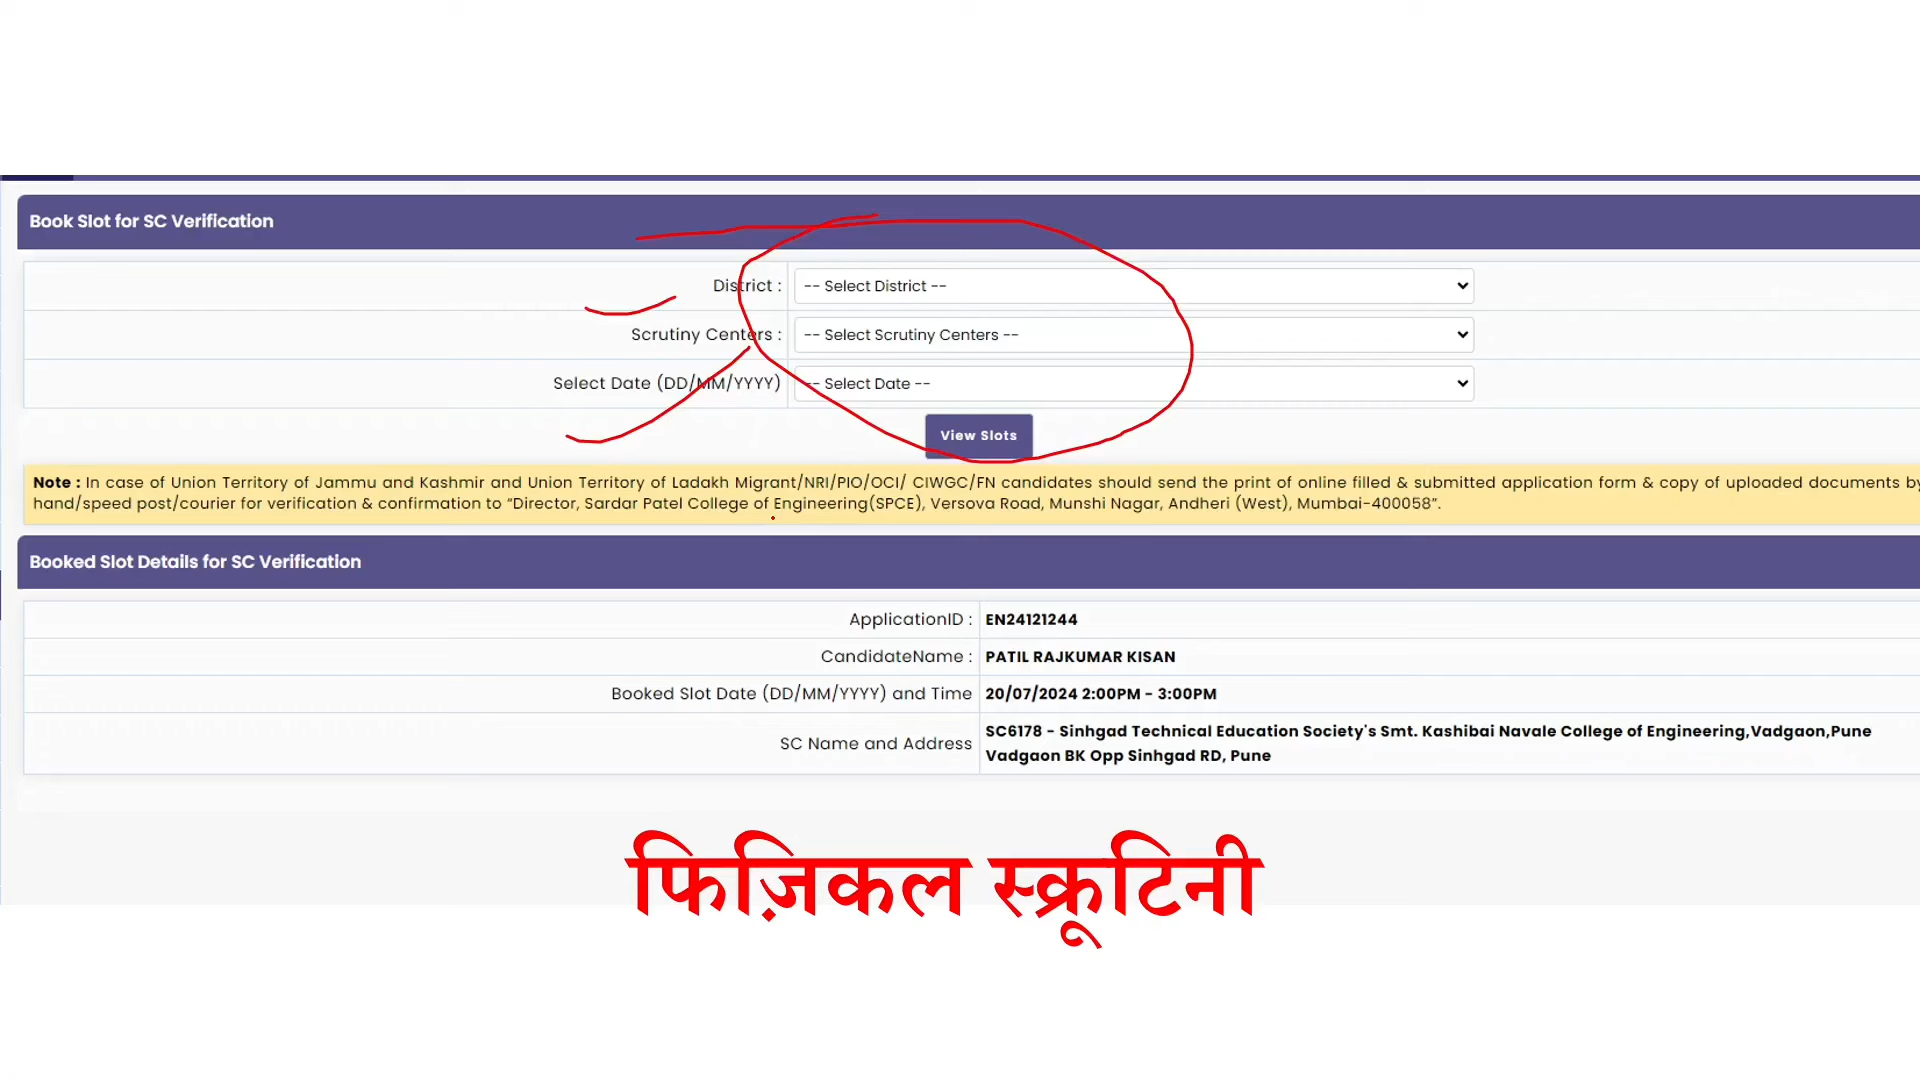 Book Slot for SC Verification
District :
-- Select District --
Scrutiny Centers :
-- Select Scrutiny Centers --
Select Date (DD/MM/YYYY)
-- Select Date --
View Slots
Note : In case of Union Territory of Jammu and Kashmir and Union Territory of Ladakh Migrant/NRI/PIO/OCI/ CIWGC/FN candidates should send the print of online filled & submitted application form & copy of uploaded documents by
hand/speed post/courier for verification & confirmation to “Director, Sardar Patel College of Engineering(SPCE), Versova Road, Munshi Nagar, Andheri (West), Mumbai-400058”.
Booked Slot Details for SC Verification
ApplicationID :
EN24121244
CandidateName :
PATIL RAJKUMAR KISAN
Booked Slot Date (DD/MM/YYYY) and Time
20/07/2024 2:00PM - 3:00PM
SC Name and Address
SC6178 - Sinhgad Technical Education Society's Smt. Kashibai Navale College of Engineering,Vadgaon,Pune
Vadgaon BK Opp Sinhgad RD, Pune
फिज़िकल स्क्रूटिनी